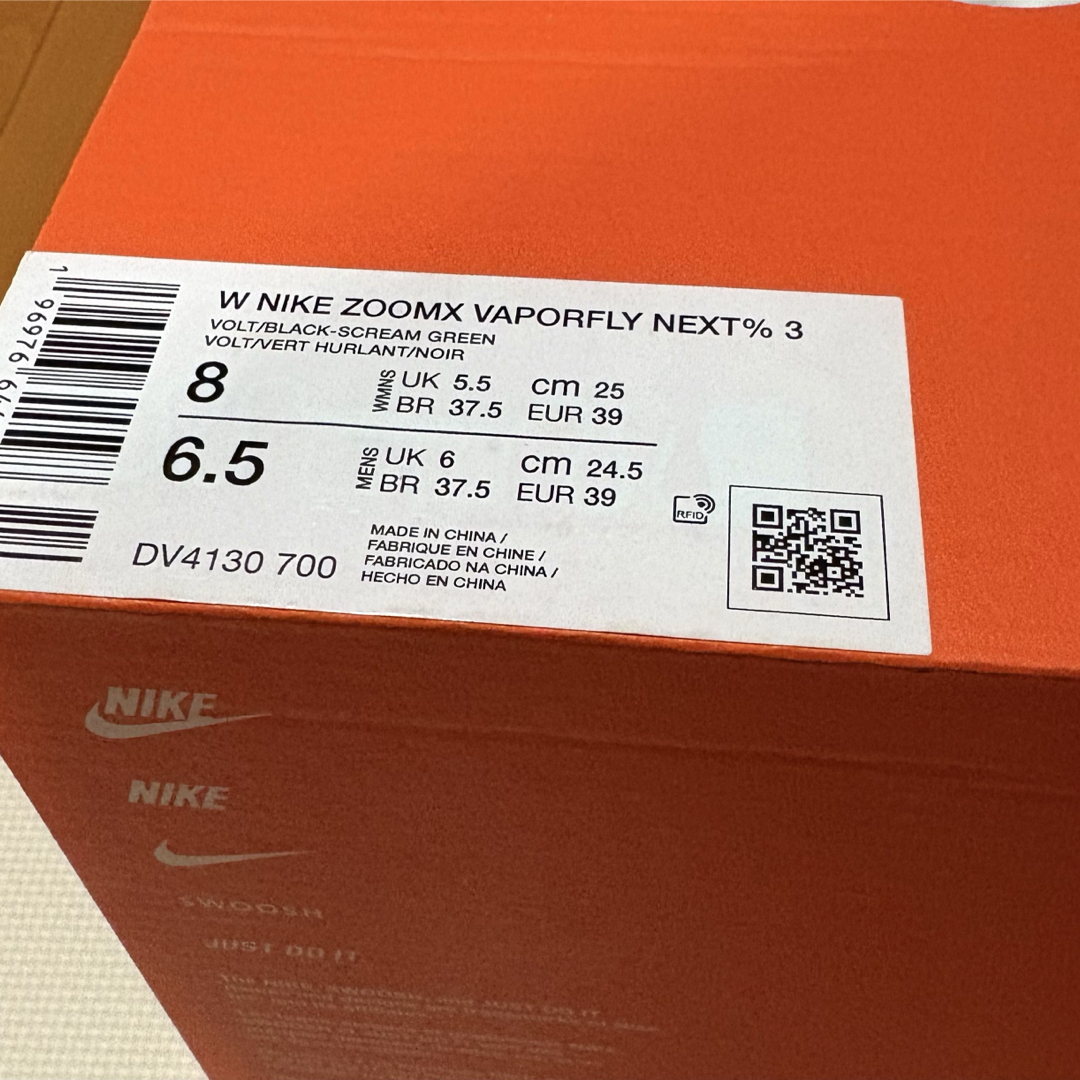 W NIKE ZOOMX VAPORFLY NEXT% 3
VOLT/BLACK-SCREAM GREEN
VOLT/VERT HURLANT/NOIR
8 WMNS UK 5.5 cm 25
BR 37.5 EUR 39
6.5 MENS UK 6 cm 24.5
BR 37.5 EUR 39
RFID
DV4130 700
MADE IN CHINA /
FABRIQUE EN CHINE /
FABRICADO NA CHINA /
HECHO EN CHINA
NIKE
NIKE
SWOOSH
JUST DO IT